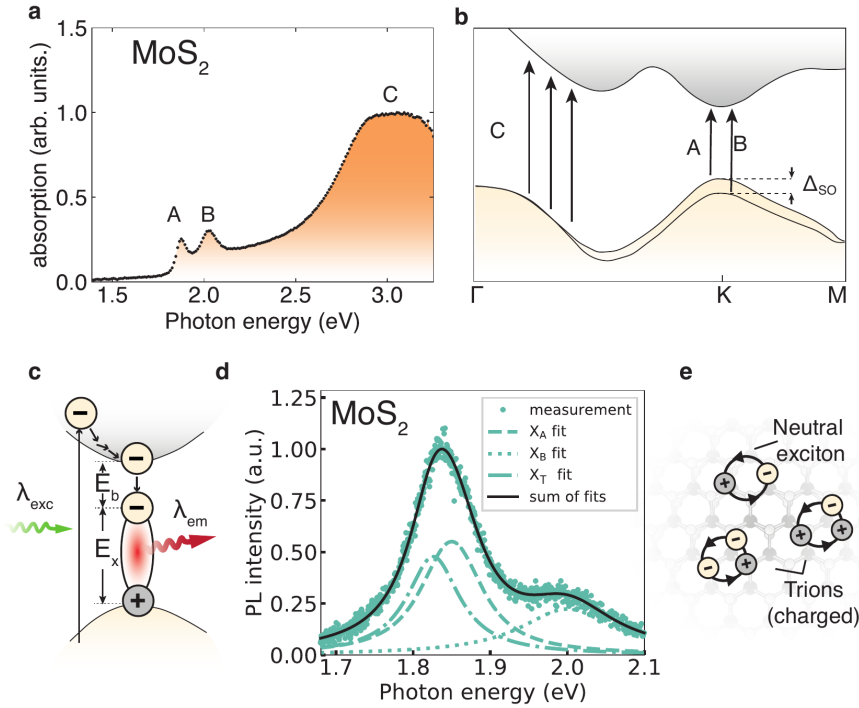 a
MoS2
absorption (arb. units.)
1.5
1.0
0.5
0.0
A
B
C
1.5
2.0
2.5
3.0
Photon energy (eV)
b
C
A
B
ΔSO
Γ
K
M
c
λexc
Eb
Ex
λem
−
−
−
+
d
MoS2
PL intensity (a.u.)
1.25
1.00
0.75
0.50
0.25
0.00
measurement
XA fit
XB fit
XT fit
sum of fits
1.7
1.8
1.9
2.0
2.1
Photon energy (eV)
e
Neutral
exciton
+
−
−
+
+
−
−
+
Trions
(charged)